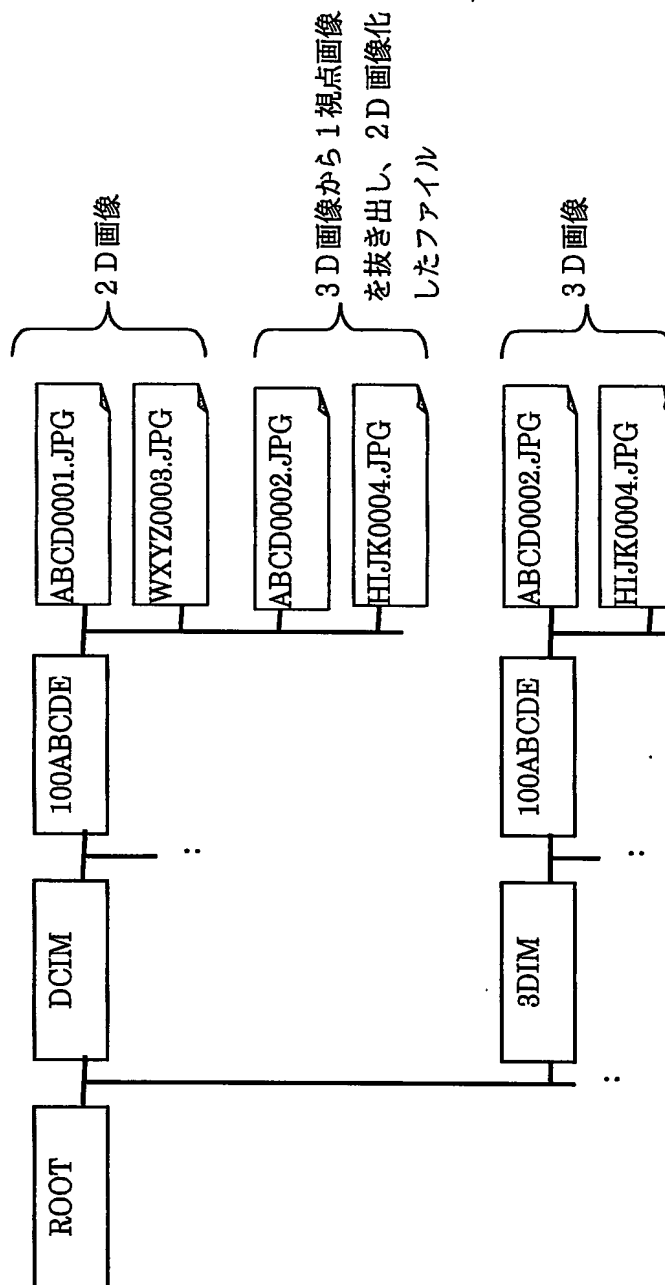 ROOT
DCIM
100ABCDE
ABCD0001.JPG
WXYZ0003.JPG
2D画像
ABCD0002.JPG
HIJK0004.JPG
3D画像から1視点画像
を抜き出し、2D画像化
したファイル
3DIM
100ABCDE
ABCD0002.JPG
HIJK0004.JPG
3D画像